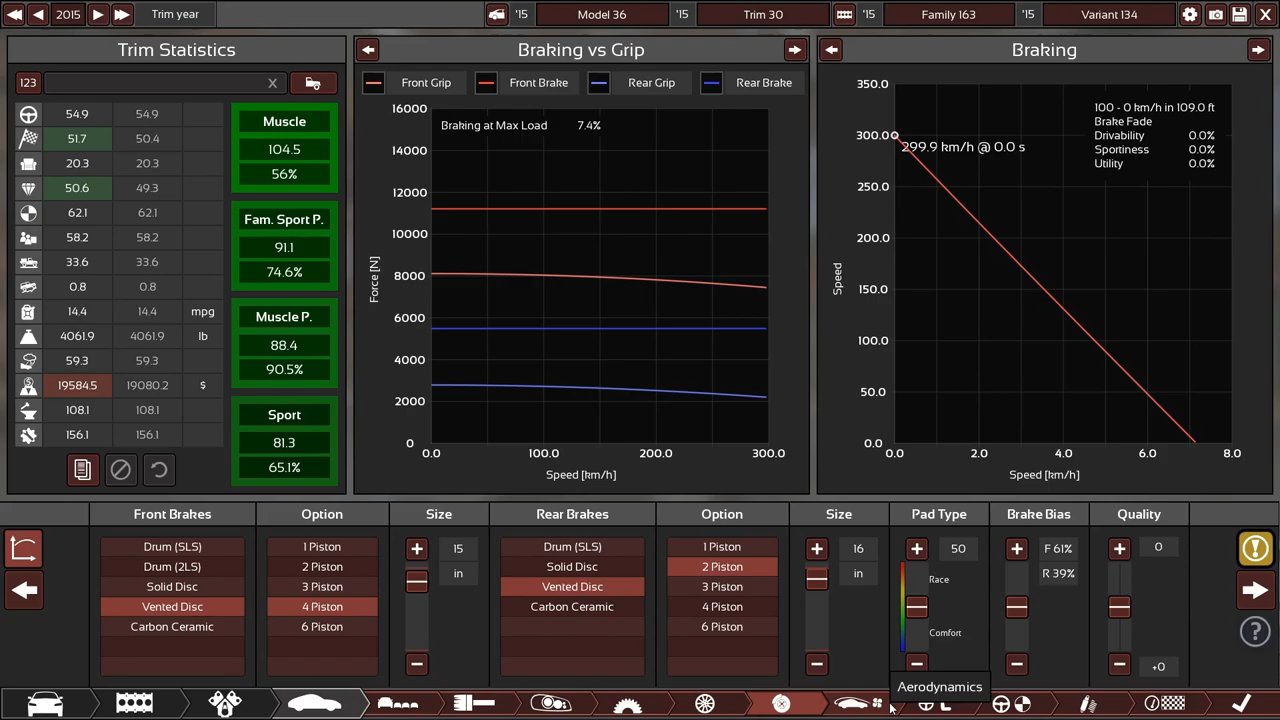 2015 Trim year '15 Model 36 '15 Trim 30 '15 Family 163 '15 Variant 134
Trim Statistics
123 X
54.9 54.9
51.7 50.4
20.3 20.3
50.6 49.3
62.1 62.1
58.2 58.2
33.6 33.6
0.8 0.8
14.4 14.4 mpg
4061.9 4061.9 lb
59.3 59.3
19584.5 19080.2 $
108.1 108.1
156.1 156.1
Muscle
104.5
56%
Fam. Sport P.
91.1
74.6%
Muscle P.
88.4
90.5%
Sport
81.3
65.1%
Braking vs Grip
Front Grip Front Brake Rear Grip Rear Brake
Braking at Max Load 7.4%
16000
14000
12000
10000
8000
6000
4000
2000
0
Force [N]
0.0 100.0 200.0 300.0
Speed [km/h]
Braking
350.0
300.0
250.0
200.0
150.0
100.0
50.0
0.0
Speed
299.9 km/h @ 0.0 s
100 - 0 km/h in 109.0 ft
Brake Fade
Drivability 0.0%
Sportiness 0.0%
Utility 0.0%
0.0 2.0 4.0 6.0 8.0
Speed [km/h]
Front Brakes
Drum (SLS)
Drum (2LS)
Solid Disc
Vented Disc
Carbon Ceramic
Option
1 Piston
2 Piston
3 Piston
4 Piston
6 Piston
Size
15
in
Rear Brakes
Drum (SLS)
Solid Disc
Vented Disc
Carbon Ceramic
Option
1 Piston
2 Piston
3 Piston
4 Piston
6 Piston
Size
16
in
Pad Type
50
Race
Comfort
Brake Bias
F 61%
R 39%
Quality
0
+0
Aerodynamics